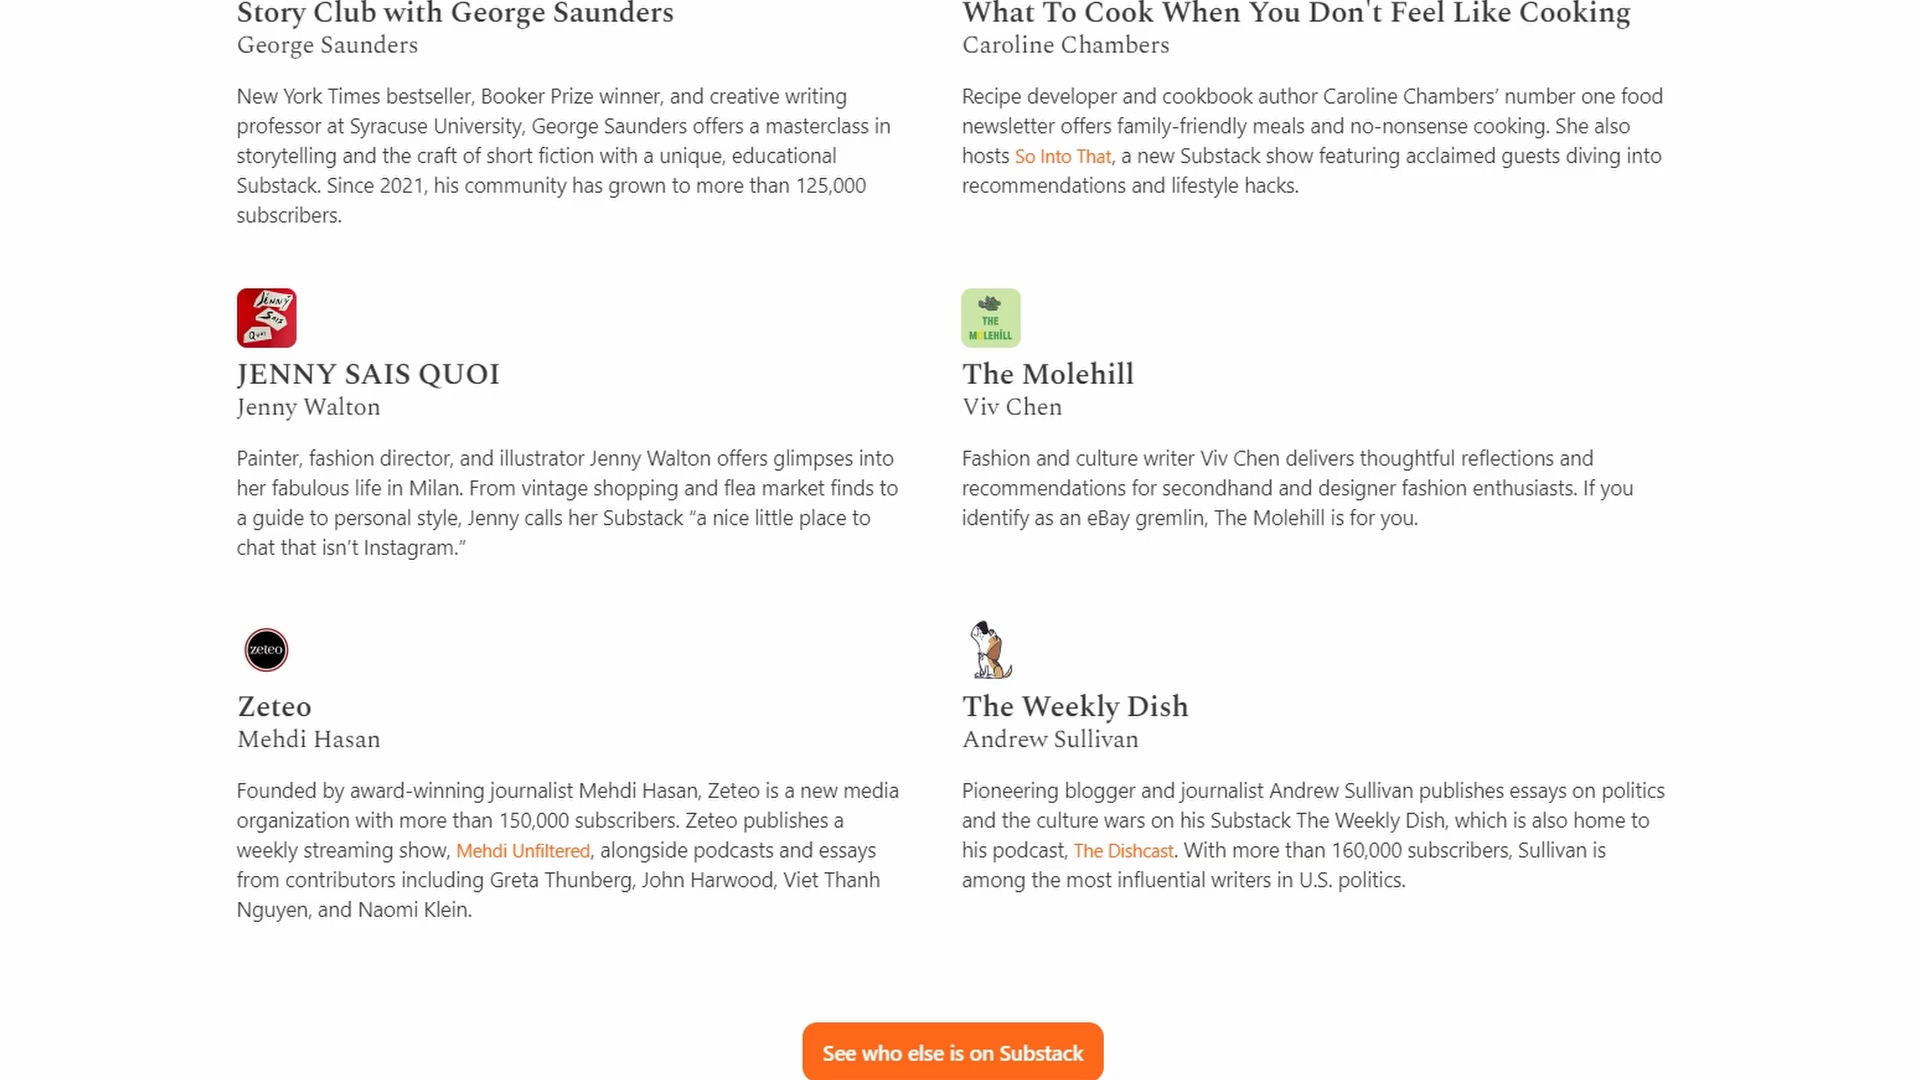 Story Club with George Saunders
George Saunders
New York Times bestseller, Booker Prize winner, and creative writing
professor at Syracuse University, George Saunders offers a masterclass in
storytelling and the craft of short fiction with a unique, educational
Substack. Since 2021, his community has grown to more than 125,000
subscribers.
What To Cook When You Don't Feel Like Cooking
Caroline Chambers
Recipe developer and cookbook author Caroline Chambers’ number one food
newsletter offers family-friendly meals and no-nonsense cooking. She also
hosts So Into That, a new Substack show featuring acclaimed guests diving into
recommendations and lifestyle hacks.
JENNY
SAIS
QUOI
JENNY SAIS QUOI
Jenny Walton
Painter, fashion director, and illustrator Jenny Walton offers glimpses into
her fabulous life in Milan. From vintage shopping and flea market finds to
a guide to personal style, Jenny calls her Substack “a nice little place to
chat that isn’t Instagram.”
THE
MOLEHILL
The Molehill
Viv Chen
Fashion and culture writer Viv Chen delivers thoughtful reflections and
recommendations for secondhand and designer fashion enthusiasts. If you
identify as an eBay gremlin, The Molehill is for you.
zeteo
Zeteo
Mehdi Hasan
Founded by award-winning journalist Mehdi Hasan, Zeteo is a new media
organization with more than 150,000 subscribers. Zeteo publishes a
weekly streaming show, Mehdi Unfiltered, alongside podcasts and essays
from contributors including Greta Thunberg, John Harwood, Viet Thanh
Nguyen, and Naomi Klein.
The Weekly Dish
Andrew Sullivan
Pioneering blogger and journalist Andrew Sullivan publishes essays on politics
and the culture wars on his Substack The Weekly Dish, which is also home to
his podcast, The Dishcast. With more than 160,000 subscribers, Sullivan is
among the most influential writers in U.S. politics.
See who else is on Substack